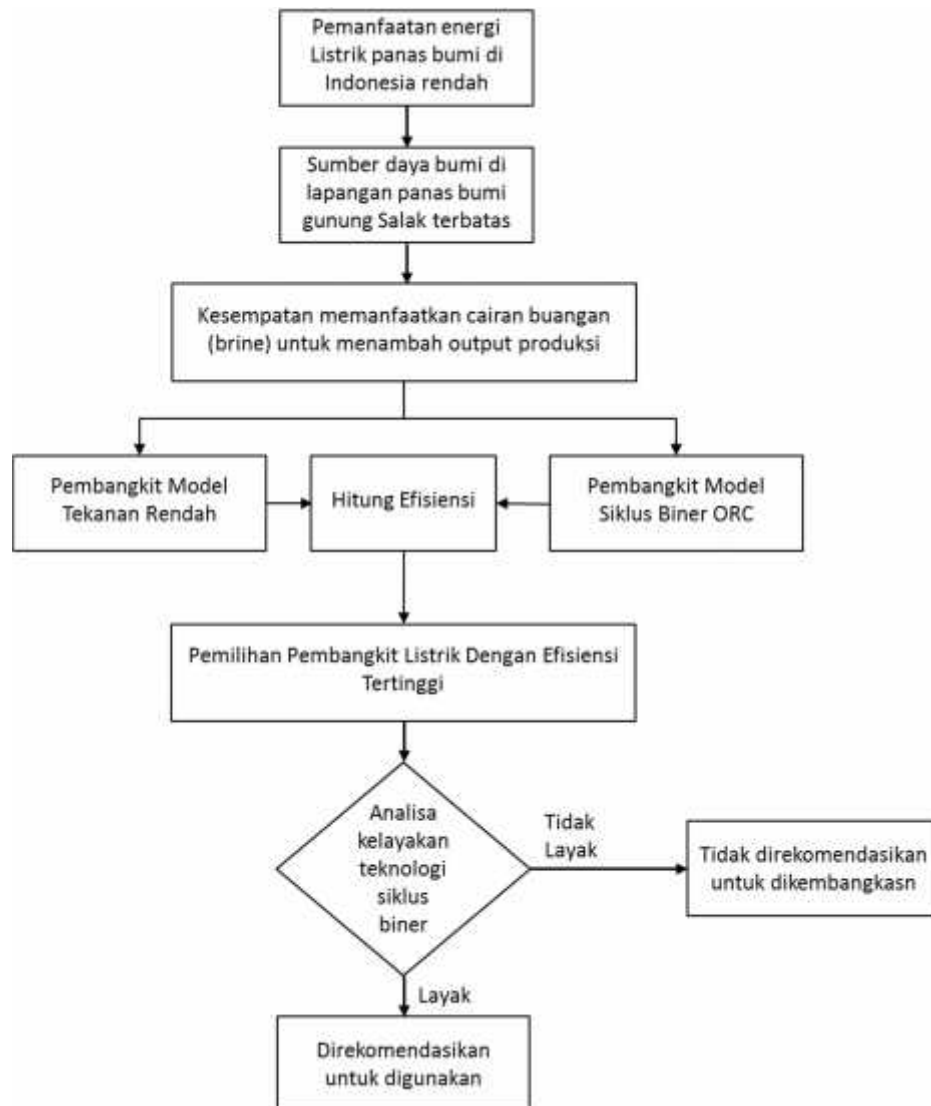 Pemanfaatan energi
Listrik panas bumi di
Indonesia rendah
Sumber daya bumi di
lapangan panas bumi
gunung Salak terbatas
Kesempatan memanfaatkan cairan buangan
(brine) untuk menambah output produksi
Pembangkit Model
Tekanan Rendah
Hitung Efisiensi
Pembangkit Model
Siklus Biner ORC
Pemilihan Pembangkit Listrik Dengan Efisiensi
Tertinggi
Analisa
kelayakan
teknologi
siklus
biner
Tidak
Layak
Tidak direkomendasikan
untuk dikembangkasn
Layak
Direkomendasikan
untuk digunakan